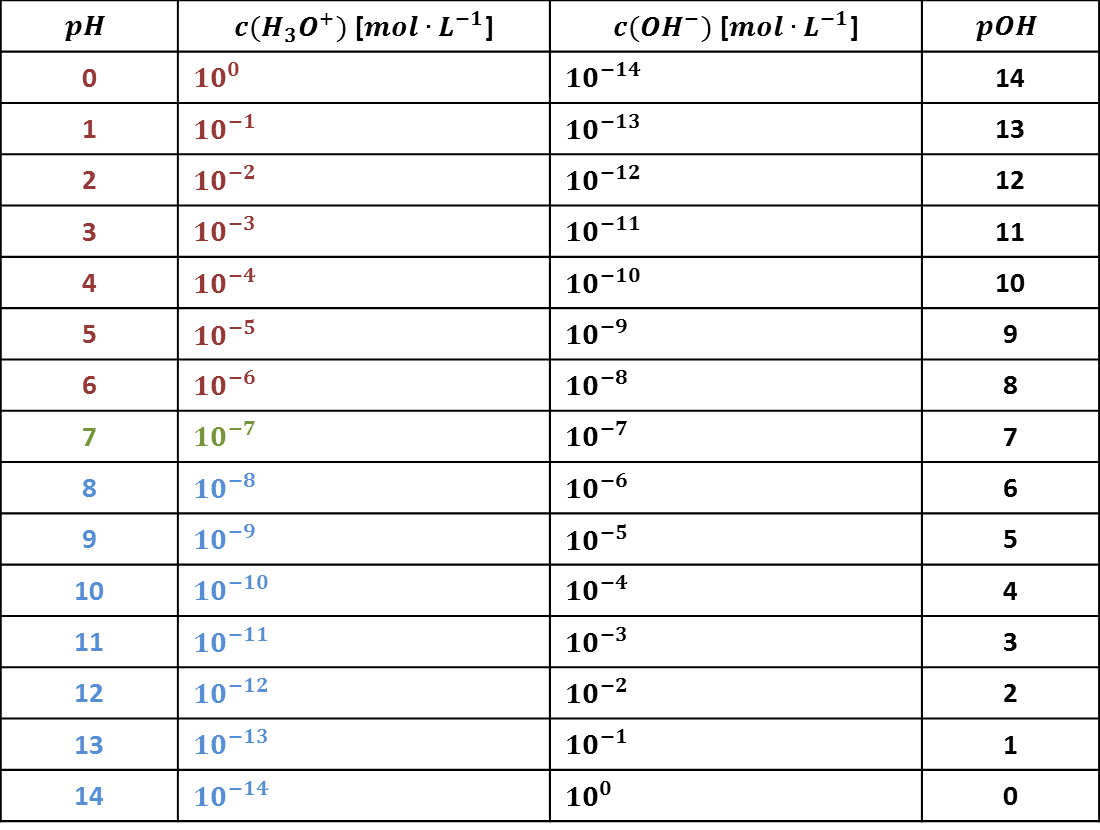 pH c(H₃O⁺) [mol · L⁻¹] c(OH⁻) [mol · L⁻¹] pOH
0 10⁰ 10⁻¹⁴ 14
1 10⁻¹ 10⁻¹³ 13
2 10⁻² 10⁻¹² 12
3 10⁻³ 10⁻¹¹ 11
4 10⁻⁴ 10⁻¹⁰ 10
5 10⁻⁵ 10⁻⁹ 9
6 10⁻⁶ 10⁻⁸ 8
7 10⁻⁷ 10⁻⁷ 7
8 10⁻⁸ 10⁻⁶ 6
9 10⁻⁹ 10⁻⁵ 5
10 10⁻¹⁰ 10⁻⁴ 4
11 10⁻¹¹ 10⁻³ 3
12 10⁻¹² 10⁻² 2
13 10⁻¹³ 10⁻¹ 1
14 10⁻¹⁴ 10⁰ 0